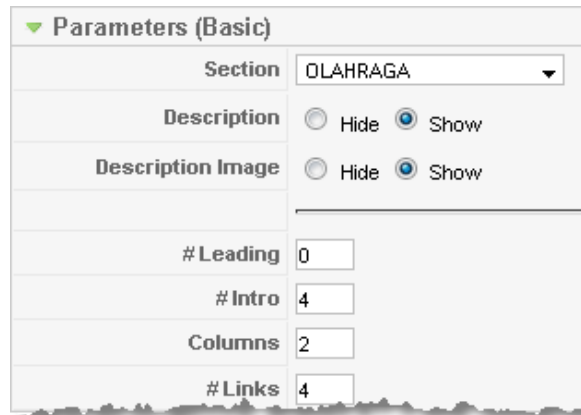 Parameters (Basic)
Section OLAHRAGA
Description Hide Show
Description Image Hide Show
# Leading 0
# Intro 4
Columns 2
# Links 4